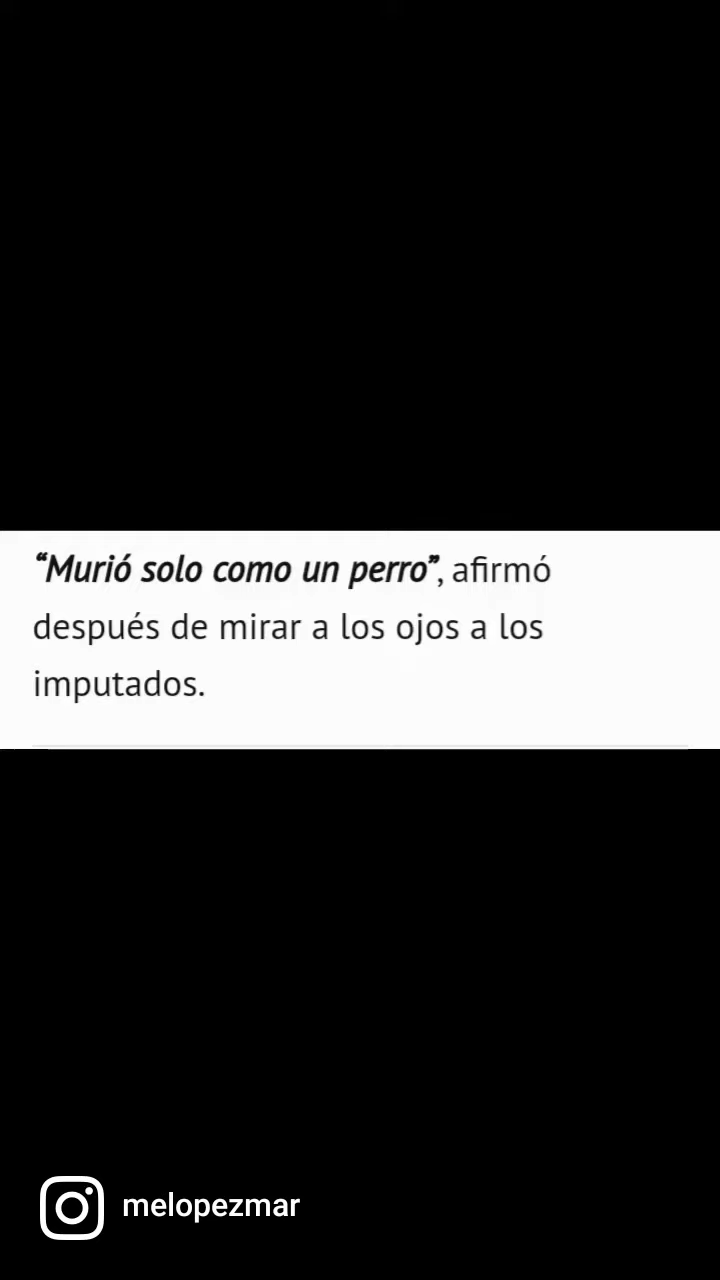 “Murió solo como un perro”, afirmó
después de mirar a los ojos a los
imputados.
melopezmar